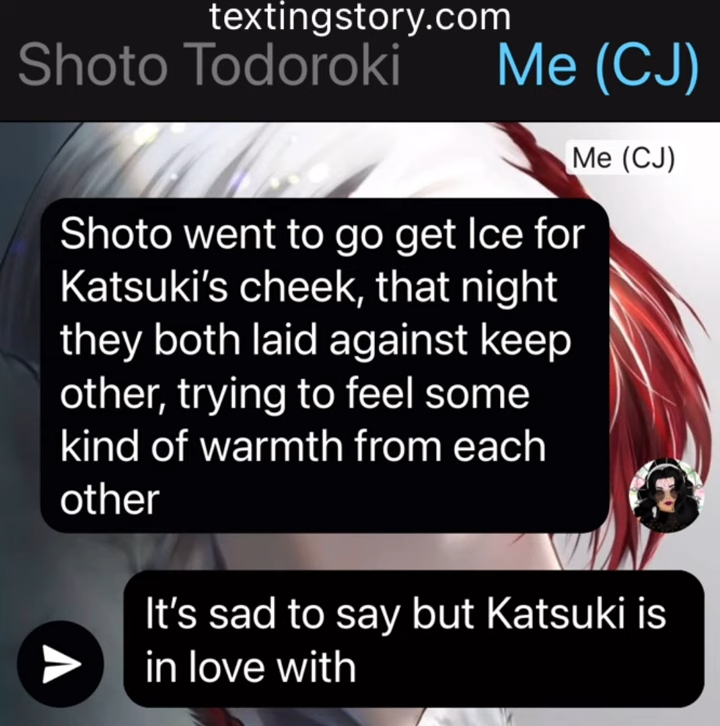 textingstory.com
Shoto Todoroki Me (CJ)
Me (CJ)
Shoto went to go get Ice for
Katsuki’s cheek, that night
they both laid against keep
other, trying to feel some
kind of warmth from each
other
It’s sad to say but Katsuki is
in love with